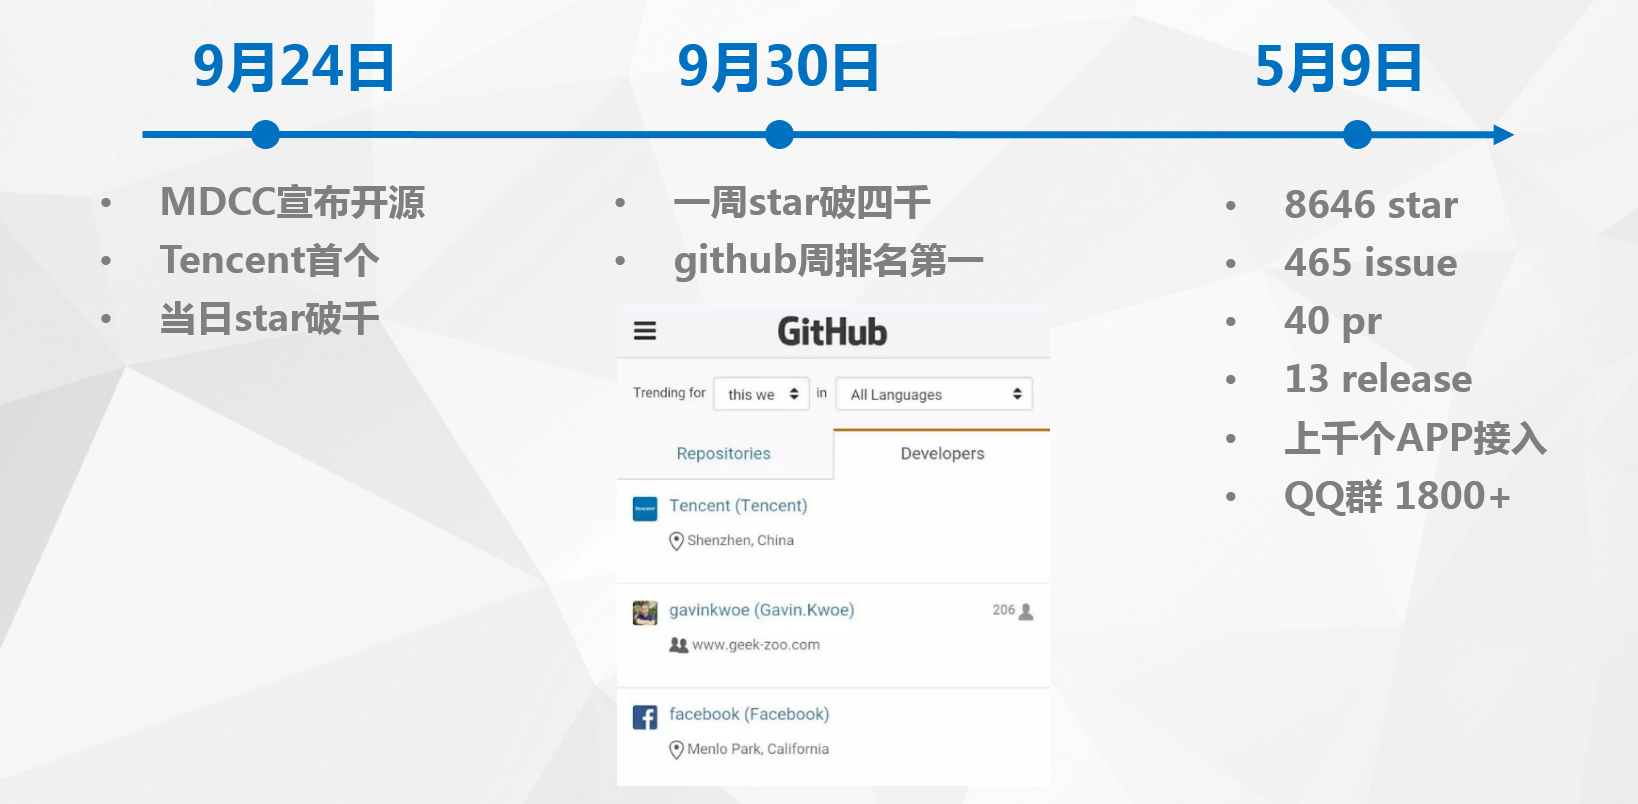 9月24日
MDCC宣布开源
Tencent首个
当日star破千
9月30日
一周star破四千
github周排名第一
GitHub
Trending for this we in All Languages
Repositories Developers
Tencent (Tencent)
Shenzhen, China
gavinkwoe (Gavin.Kwoe) 206
www.geek-zoo.com
facebook (Facebook)
Menlo Park, California
5月9日
8646 star
465 issue
40 pr
13 release
上千个APP接入
QQ群 1800+